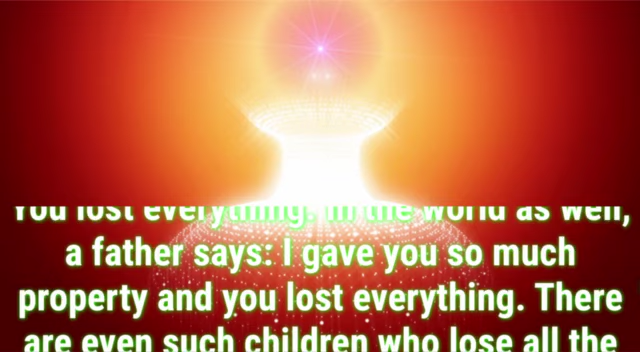 You lost everything. In the world as well,
a father says: I gave you so much
property and you lost everything. There
are even such children who lose all the